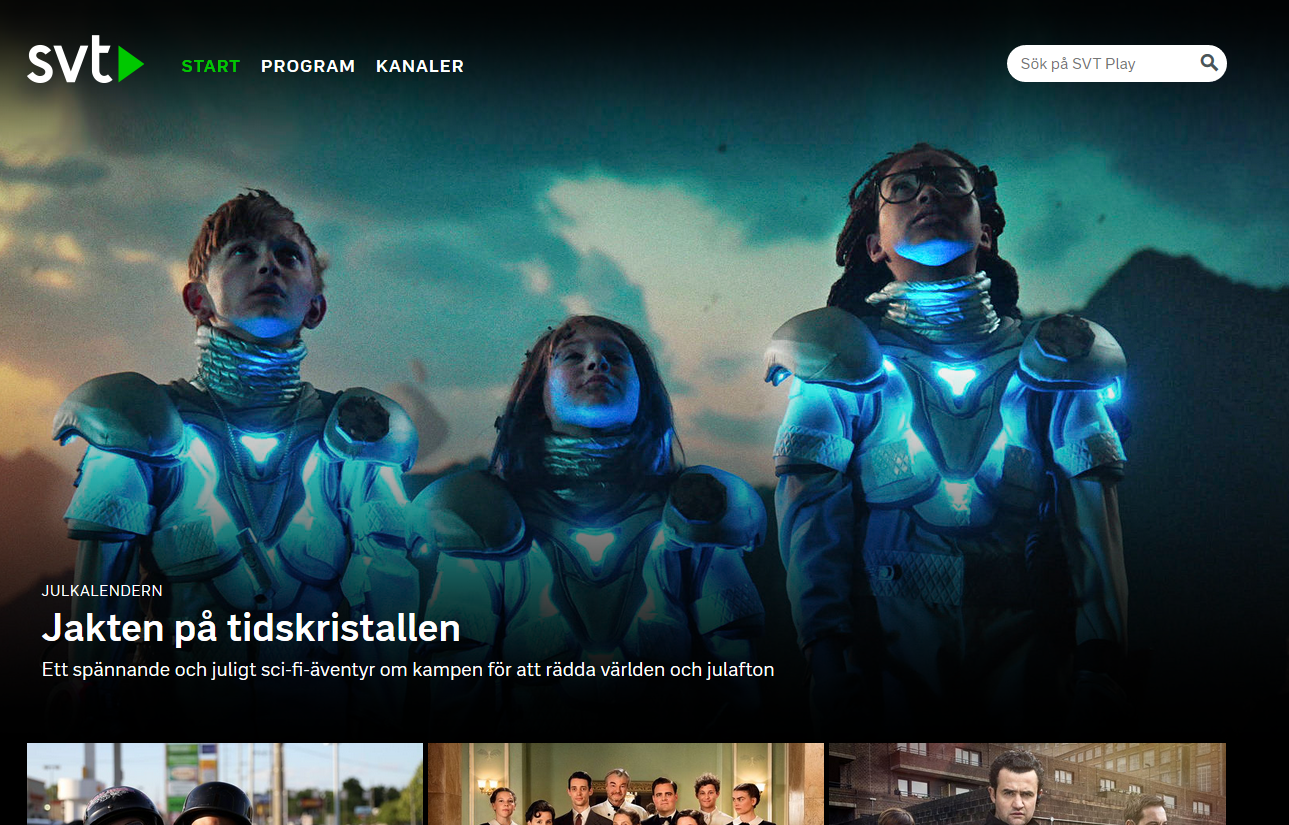 svt
START PROGRAM KANALER
Sök på SVT Play
JULKALENDERN
Jakten på tidskristallen
Ett spännande och juligt sci-fi-äventyr om kampen för att rädda världen och julafton